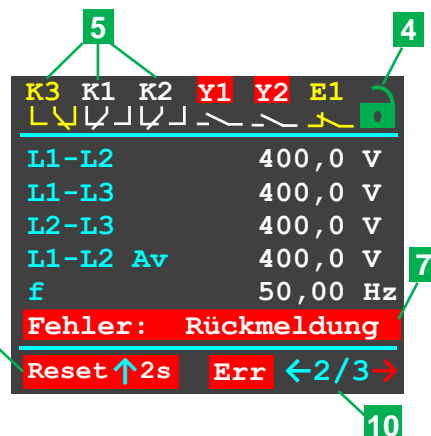 5
4
K3 K1 K2 Y1 Y2 E1
L1-L2 400,0 V
L1-L3 400,0 V
L2-L3 400,0 V
L1-L2 Av 400,0 V
f 50,00 Hz
7
Fehler: Rückmeldung
Reset↑2s Err ←2/3→
10